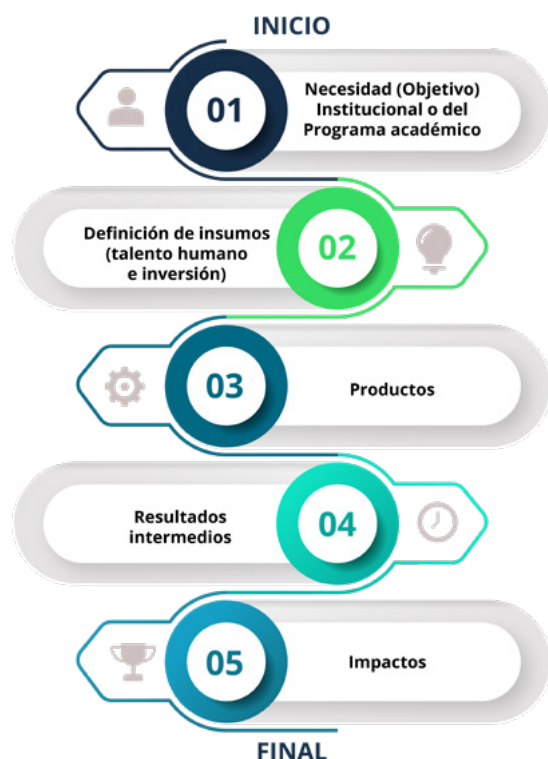 INICIO
01
Necesidad (Objetivo)
Institucional o del
Programa académico
Definición de insumos
(talento humano
e inversión)
02
03
Productos
Resultados
intermedios
04
05
Impactos
FINAL